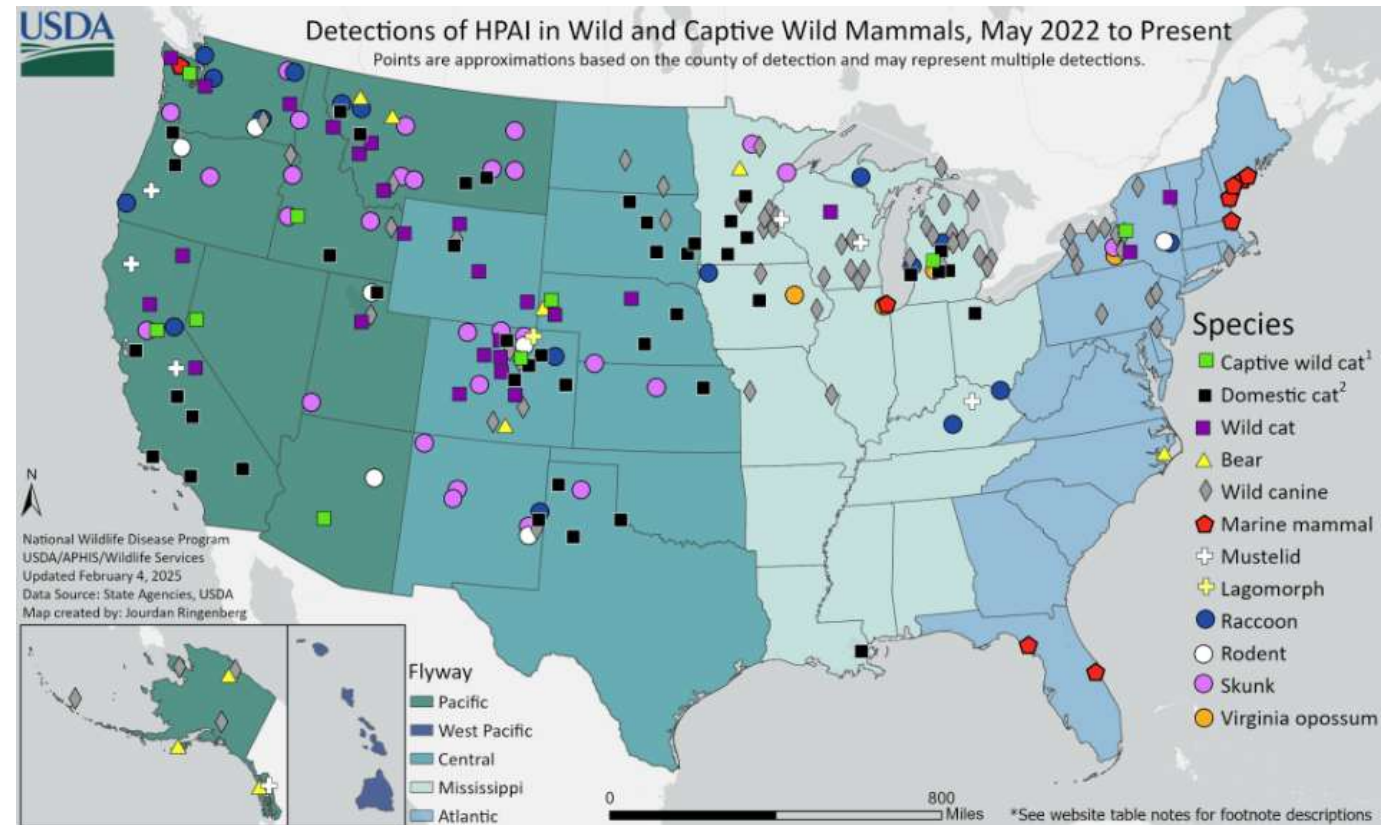 USDA
Detections of HPAI in Wild and Captive Wild Mammals, May 2022 to Present
Points are approximations based on the county of detection and may represent multiple detections.
Species
Captive wild cat¹
Domestic cat²
Wild cat
Bear
Wild canine
Marine mammal
Mustelid
Lagomorph
Raccoon
Rodent
Skunk
Virginia opossum
N
National Wildlife Disease Program
USDA/APHIS/Wildlife Services
Updated February 4, 2025
Data Source: State Agencies, USDA
Map created by: Jourdan Ringenberg
Flyway
Pacific
West Pacific
Central
Mississippi
Atlantic
0 800
Miles
*See website table notes for footnote descriptions